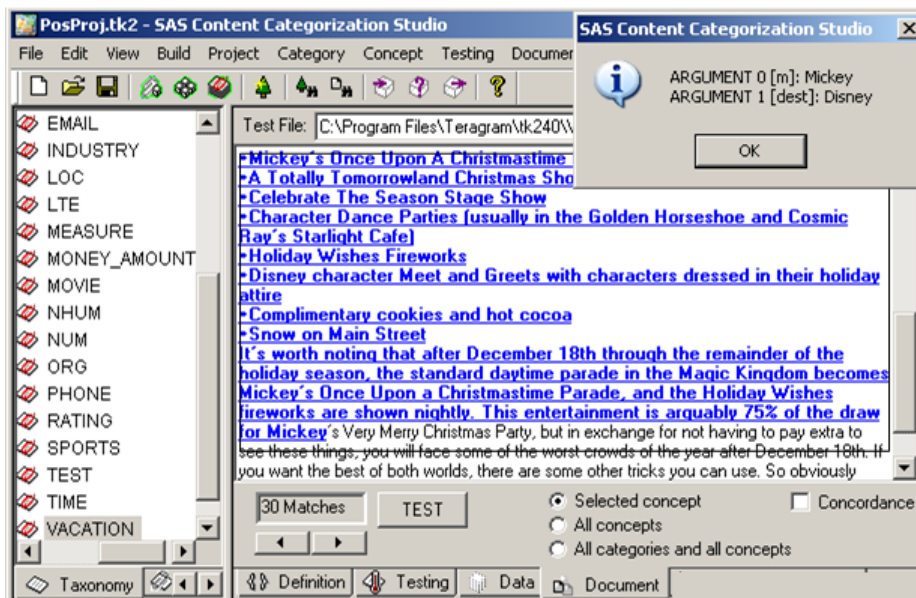 PosProj.tk2 - SAS Content Categorization Studio
File Edit View Build Project Category Concept Testing Documen
SAS Content Categorization Studio
ARGUMENT 0 [m]: Mickey
ARGUMENT 1 [dest]: Disney
OK
EMAIL
INDUSTRY
LOC
LTE
MEASURE
MONEY_AMOUNT
MOVIE
NHUM
NUM
ORG
PHONE
RATING
SPORTS
TEST
TIME
VACATION
Taxonomy
Test File: C:\Program Files\Teragram\tk240\\
•Mickey's Once Upon A Christmastime
•A Totally Tomorrowland Christmas Sho
•Celebrate The Season Stage Show
•Character Dance Parties (usually in the Golden Horseshoe and Cosmic
Ray's Starlight Cafe)
•Holiday Wishes Fireworks
•Disney character Meet and Greets with characters dressed in their holiday
attire
•Complimentary cookies and hot cocoa
•Snow on Main Street
It's worth noting that after December 18th through the remainder of the
holiday season, the standard daytime parade in the Magic Kingdom becomes
Mickey's Once Upon a Christmastime Parade, and the Holiday Wishes
fireworks are shown nightly. This entertainment is arguably 75% of the draw
for Mickey's Very Merry Christmas Party, but in exchange for not having to pay extra to
see these things, you will face some of the worst crowds of the year after December 18th. If
you want the best of both worlds, there are some other tricks you can use. So obviously
30 Matches
TEST
Selected concept
All concepts
All categories and all concepts
Concordance
Definition Testing Data Document